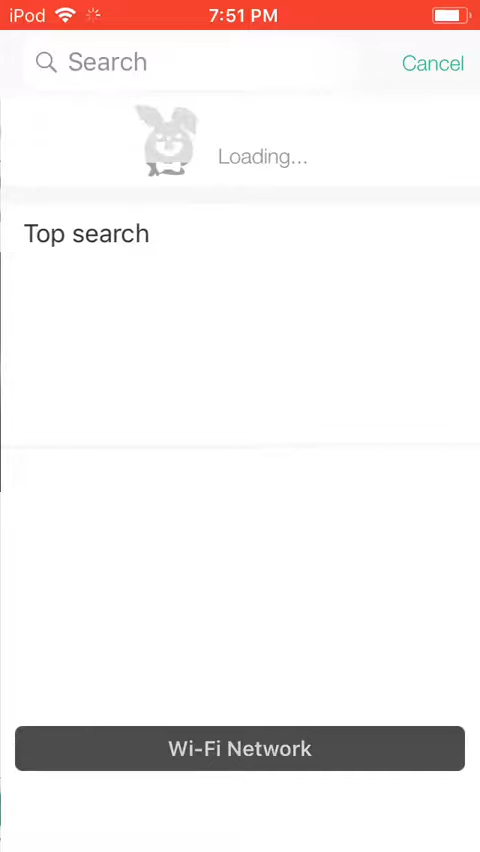 iPod 7:51 PM
Search Cancel
Loading...
Top search
Wi-Fi Network